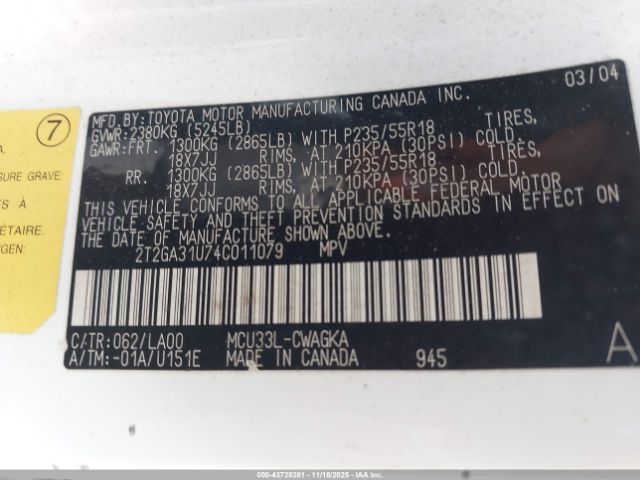 7
A.
SURE GRAVE:
TS À
ÉTAIRE.
YGEN:
MFD. BY: TOYOTA MOTOR MANUFACTURING CANADA INC. 03/04
GVWR: 2380KG (5245LB)
GAWR: FRT. 1300KG (2865LB) WITH P235/55R18 TIRES,
18X7JJ RIMS, AT 210KPA (30PSI) COLD.
RR. 1300KG (2865LB) WITH P235/55R18 TIRES,
18X7JJ RIMS, AT 210KPA (30PSI) COLD.
THIS VEHICLE CONFORMS TO ALL APPLICABLE FEDERAL MOTOR
VEHICLE SAFETY AND THEFT PREVENTION STANDARDS IN EFFECT ON
THE DATE OF MANUFACTURE SHOWN ABOVE.
2T2GA31U74C011079 MPV
C/TR: 062/LA00 MCU33L-CWAGKA
A/TM: -01A/U151E MADE IN CANADA 945 A
000-43728381 - 11/18/2025 - JACKSON, MS